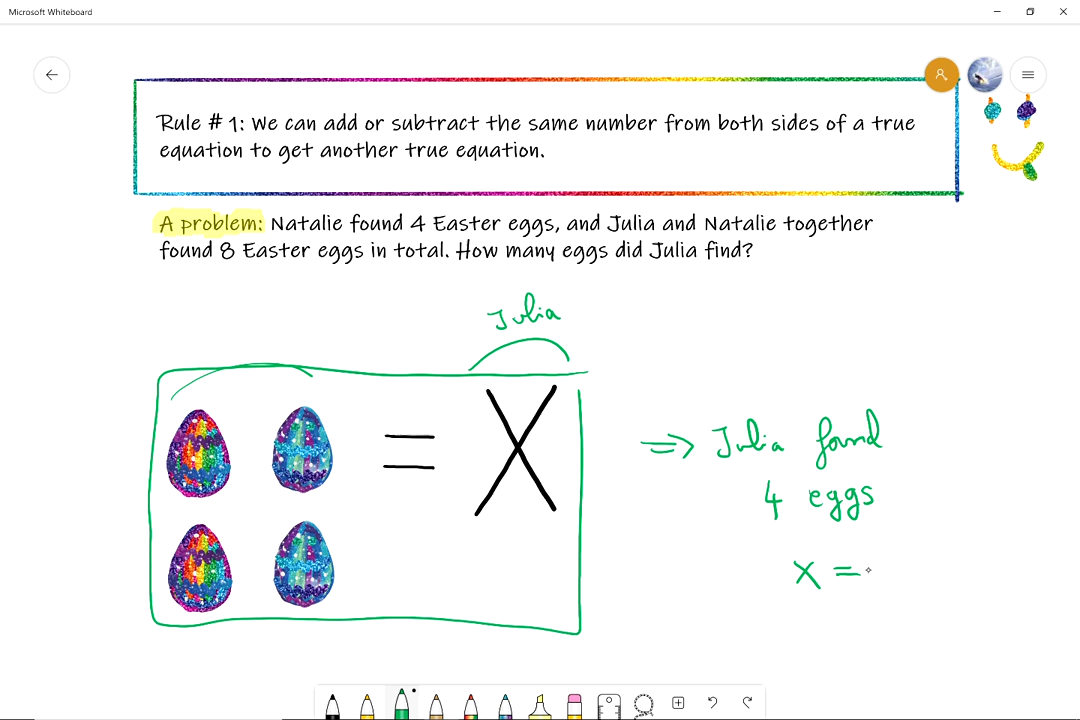 Microsoft Whiteboard
Rule # 1: We can add or subtract the same number from both sides of a true
equation to get another true equation.
A problem: Natalie found 4 Easter eggs, and Julia and Natalie together
found 8 Easter eggs in total. How many eggs did Julia find?
Julia
= X
=> Julia found
4 eggs
x =